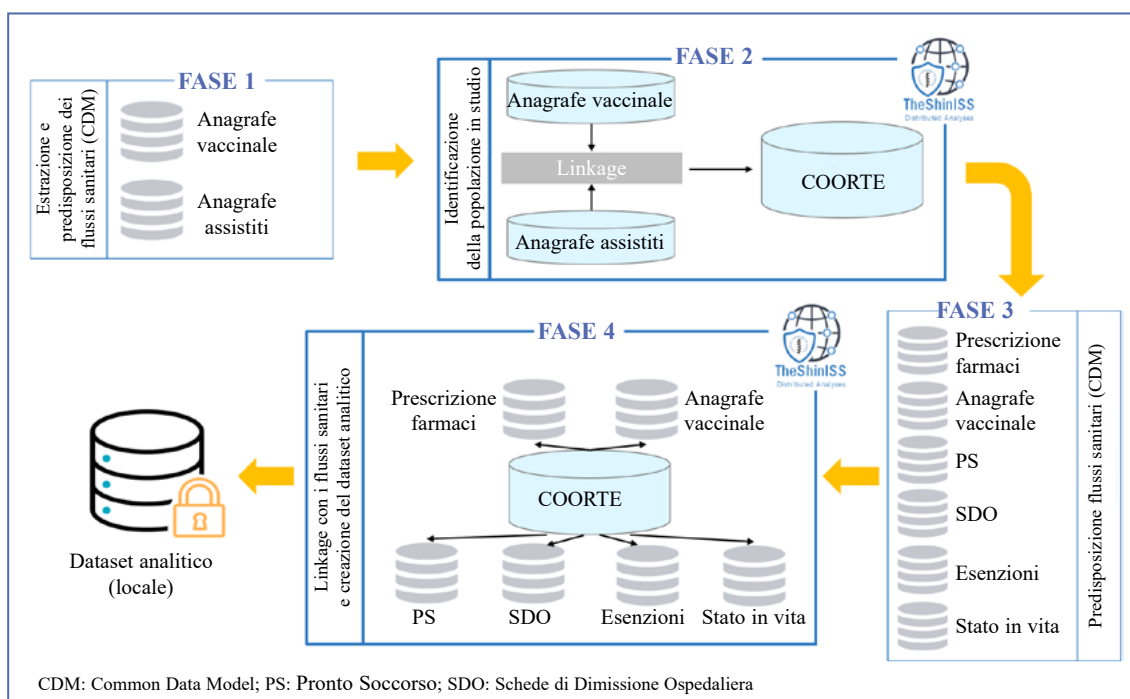 FASE 1
Estrazione e
predisposizione dei
flussi sanitari (CDM)
Anagrafe
vaccinale
Anagrafe
assistiti
FASE 2
TheShinISS
Distributed Analyses
Identificazione
della popolazione in studio
Anagrafe vaccinale
Linkage
Anagrafe assistiti
COORTE
FASE 3
Prescrizione
farmaci
Anagrafe
vaccinale
PS
SDO
Esenzioni
Stato in vita
Predisposizione flussi sanitari (CDM)
FASE 4
TheShinISS
Distributed Analyses
Linkage con i flussi sanitari
e creazione del dataset analitico
Prescrizione
farmaci
Anagrafe
vaccinale
COORTE
PS
SDO
Esenzioni
Stato in vita
Dataset analitico
(locale)
CDM: Common Data Model; PS: Pronto Soccorso; SDO: Schede di Dimissione Ospedaliera